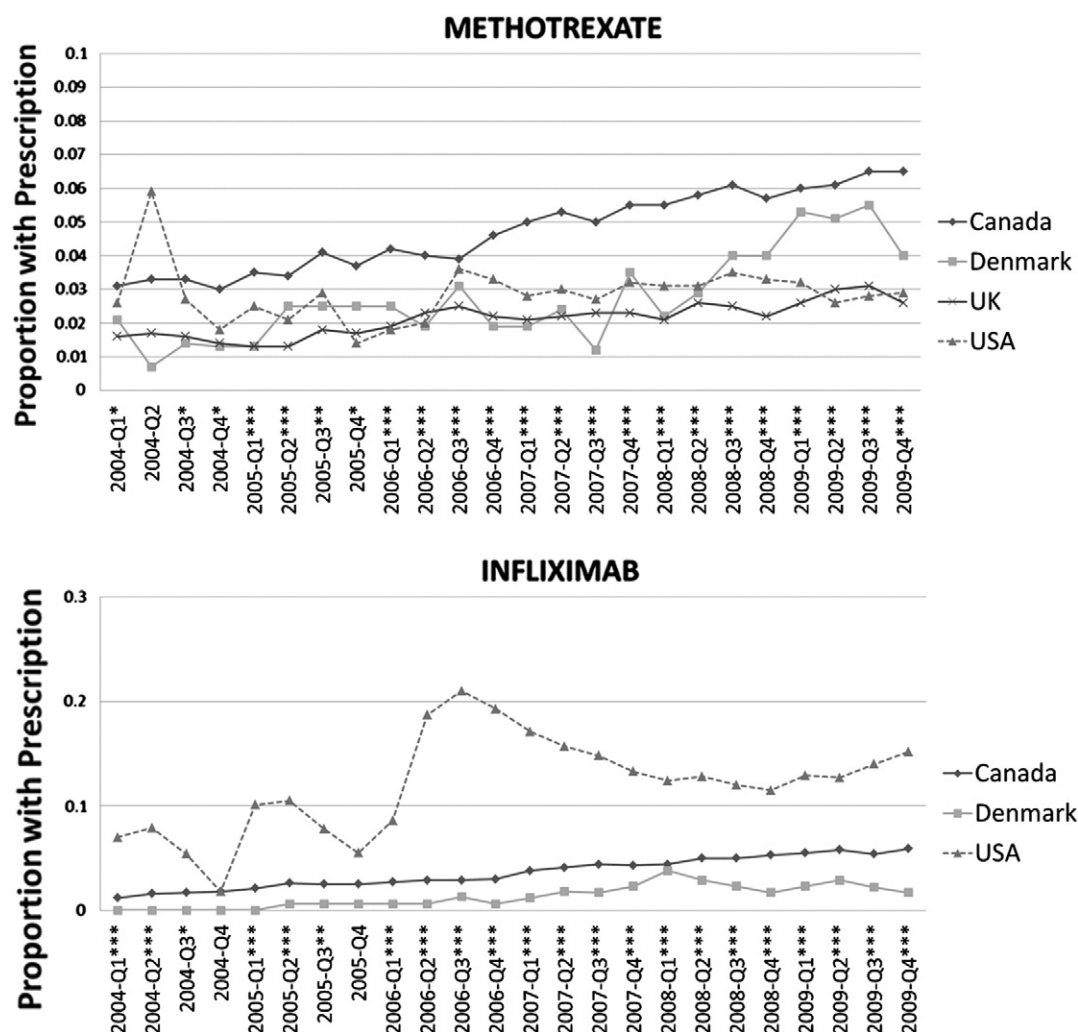 METHOTREXATE
Proportion with Prescription
0.1
0.09
0.08
0.07
0.06
0.05
0.04
0.03
0.02
0.01
0
2004-Q1*
2004-Q2
2004-Q3*
2004-Q4*
2005-Q1***
2005-Q2***
2005-Q3**
2005-Q4*
2006-Q1***
2006-Q2***
2006-Q3***
2006-Q4***
2007-Q1***
2007-Q2***
2007-Q3***
2007-Q4***
2008-Q1***
2008-Q2***
2008-Q3***
2008-Q4***
2009-Q1***
2009-Q2***
2009-Q3***
2009-Q4***
Canada
Denmark
UK
USA
INFLIXIMAB
Proportion with Prescription
0.3
0.2
0.1
0
2004-Q1***
2004-Q2***
2004-Q3*
2004-Q4
2005-Q1***
2005-Q2***
2005-Q3**
2005-Q4
2006-Q1***
2006-Q2***
2006-Q3***
2006-Q4***
2007-Q1***
2007-Q2***
2007-Q3***
2007-Q4***
2008-Q1***
2008-Q2***
2008-Q3***
2008-Q4***
2009-Q1***
2009-Q2***
2009-Q3***
2009-Q4***
Canada
Denmark
USA